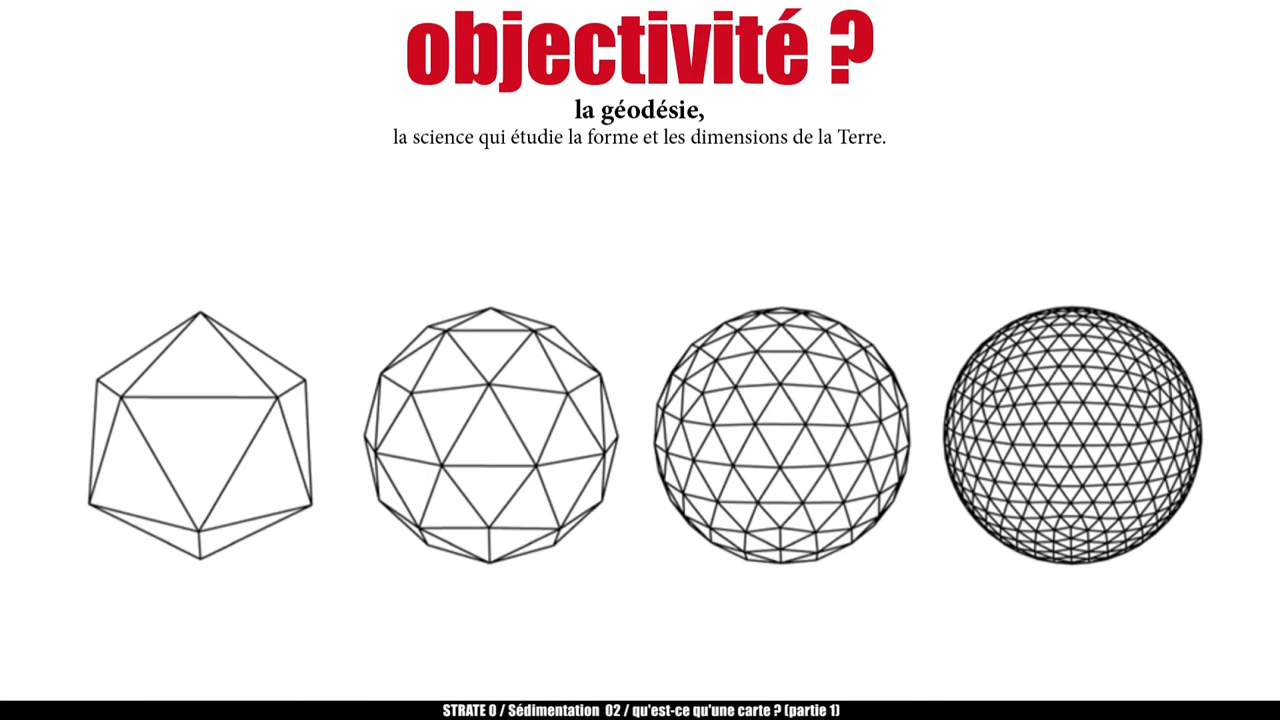 objectivité ?
la géodésie,
la science qui étudie la forme et les dimensions de la Terre.
STRATE 0 / Sédimentation 02 / qu'est-ce qu'une carte ? (partie 1)